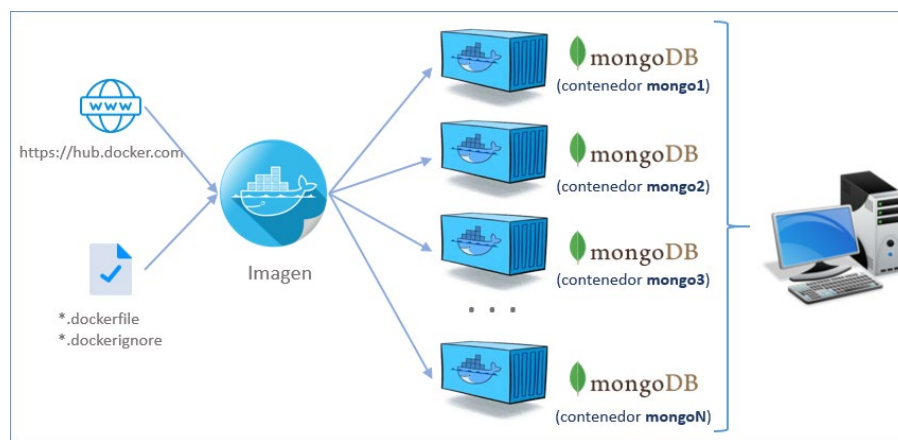 WWW
https://hub.docker.com
*.dockerfile
*.dockerignore
Imagen
mongoDB
(contenedor mongo1)
mongoDB
(contenedor mongo2)
mongoDB
(contenedor mongo3)
. . .
mongoDB
(contenedor mongoN)